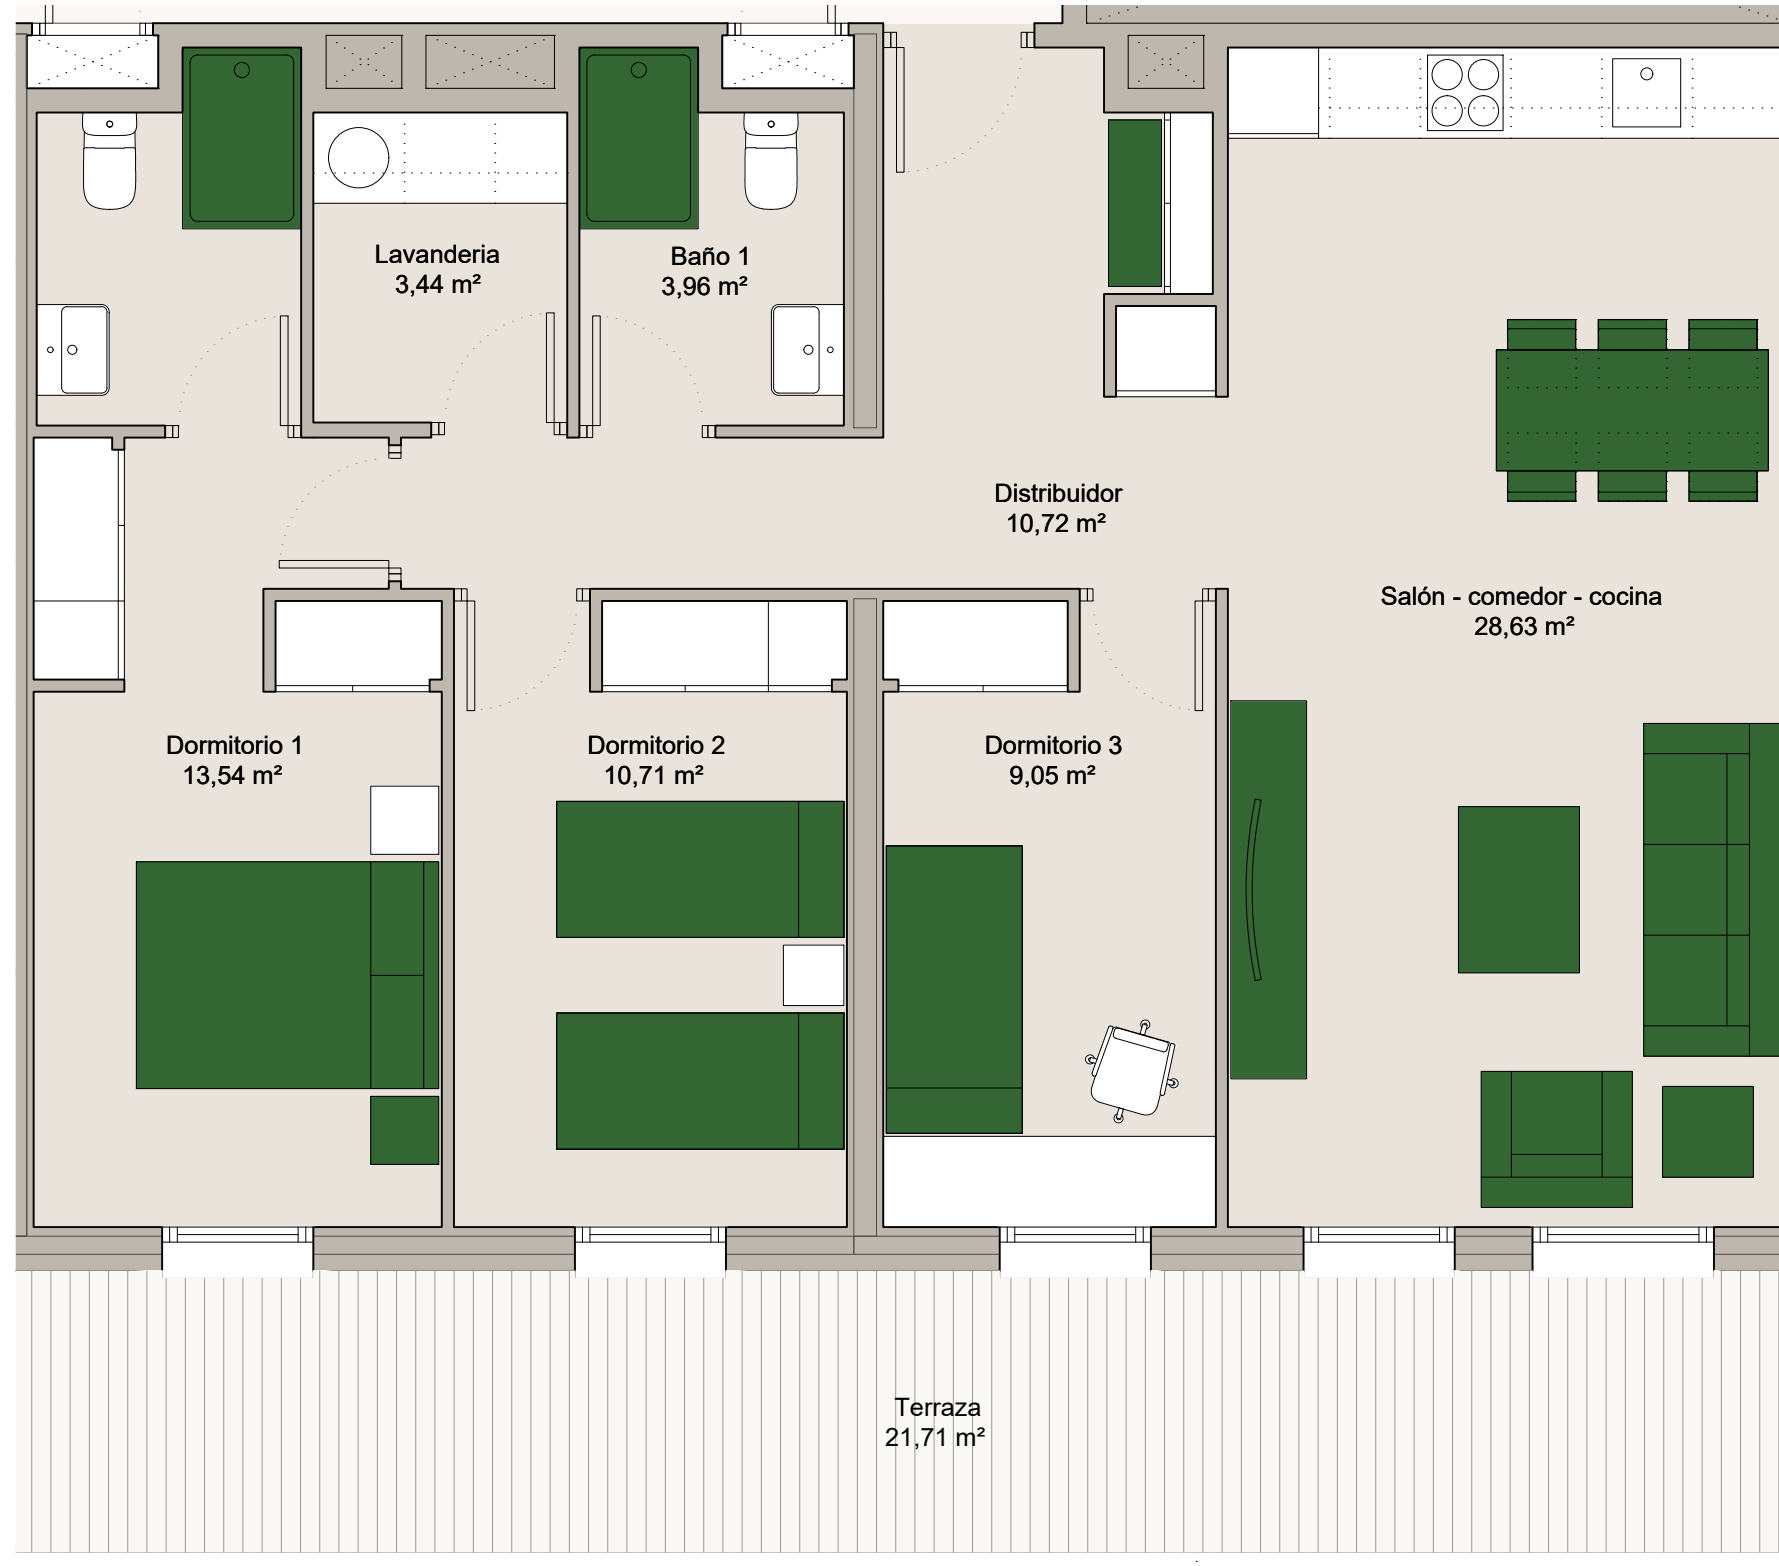 Lavanderia
3,44 m²
Baño 1
3,96 m²
Distribuidor
10,72 m²
Salón - comedor - cocina
28,63 m²
Dormitorio 1
13,54 m²
Dormitorio 2
10,71 m²
Dormitorio 3
9,05 m²
Terraza
21,71 m²